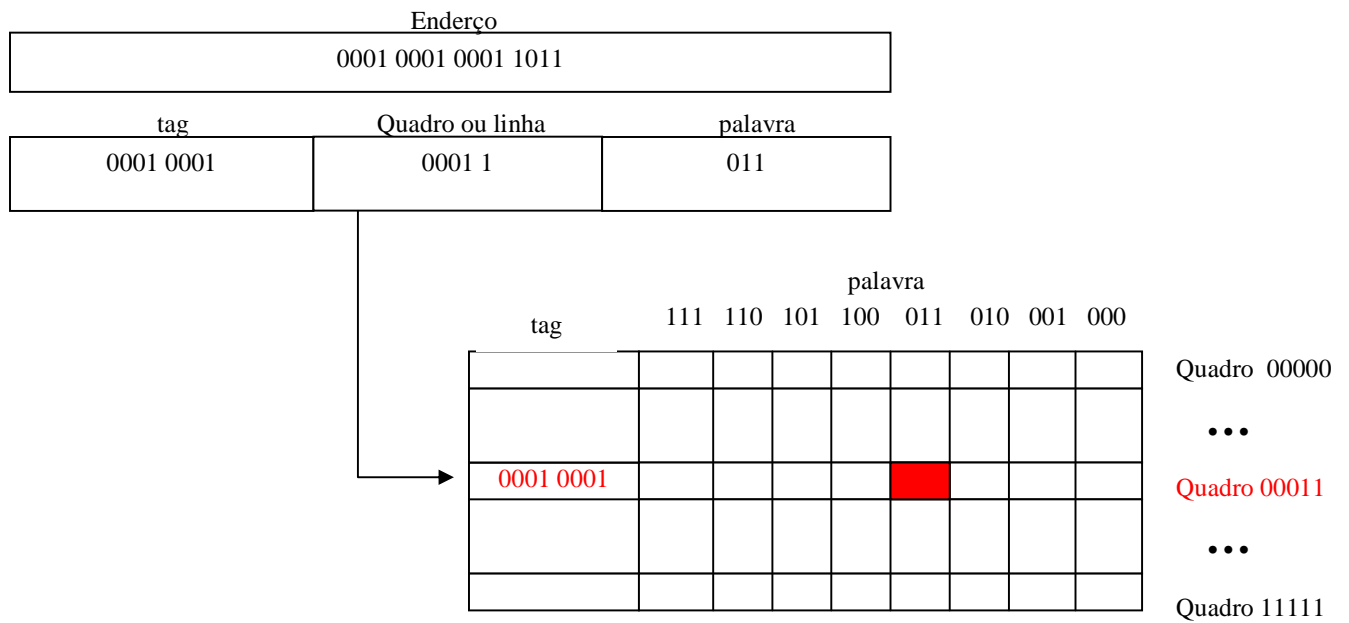 Enderço
0001 0001 0001 1011
tag Quadro ou linha palavra
0001 0001 0001 1 011
palavra
tag 111 110 101 100 011 010 001 000
Quadro 00000
...
0001 0001 Quadro 00011
...
Quadro 11111